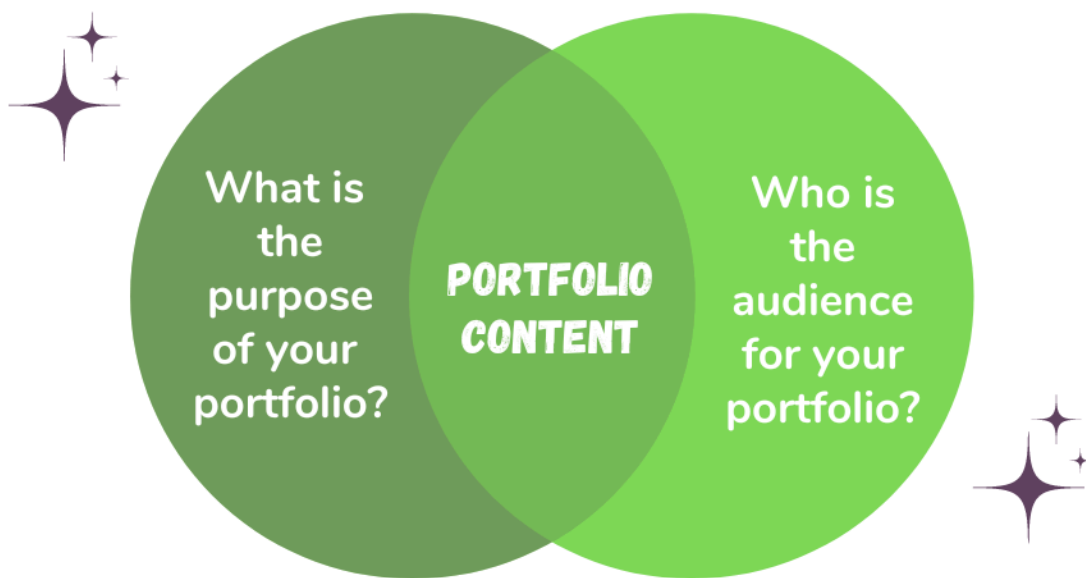 What is
the
purpose
of your
portfolio?
PORTFOLIO
CONTENT
Who is
the
audience
for your
portfolio?